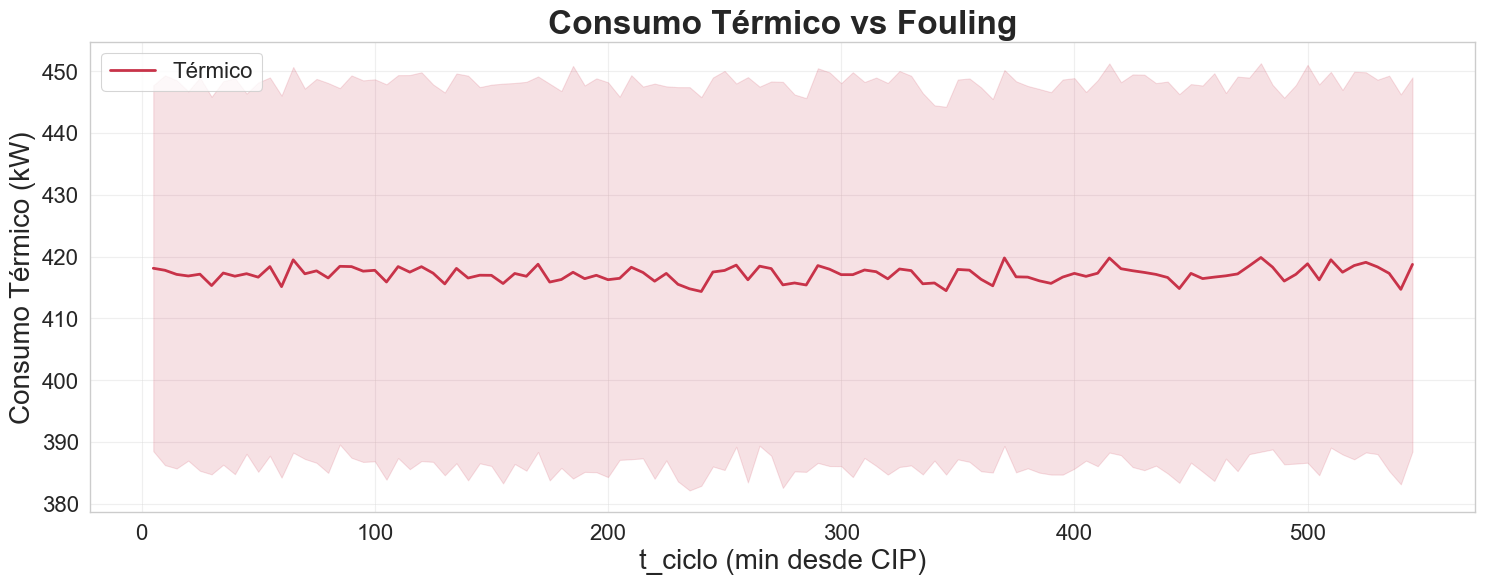 Consumo Térmico vs Fouling
Térmico
Consumo Térmico (kW)
450
440
430
420
410
400
390
380
0 100 200 300 400 500
t_ciclo (min desde CIP)